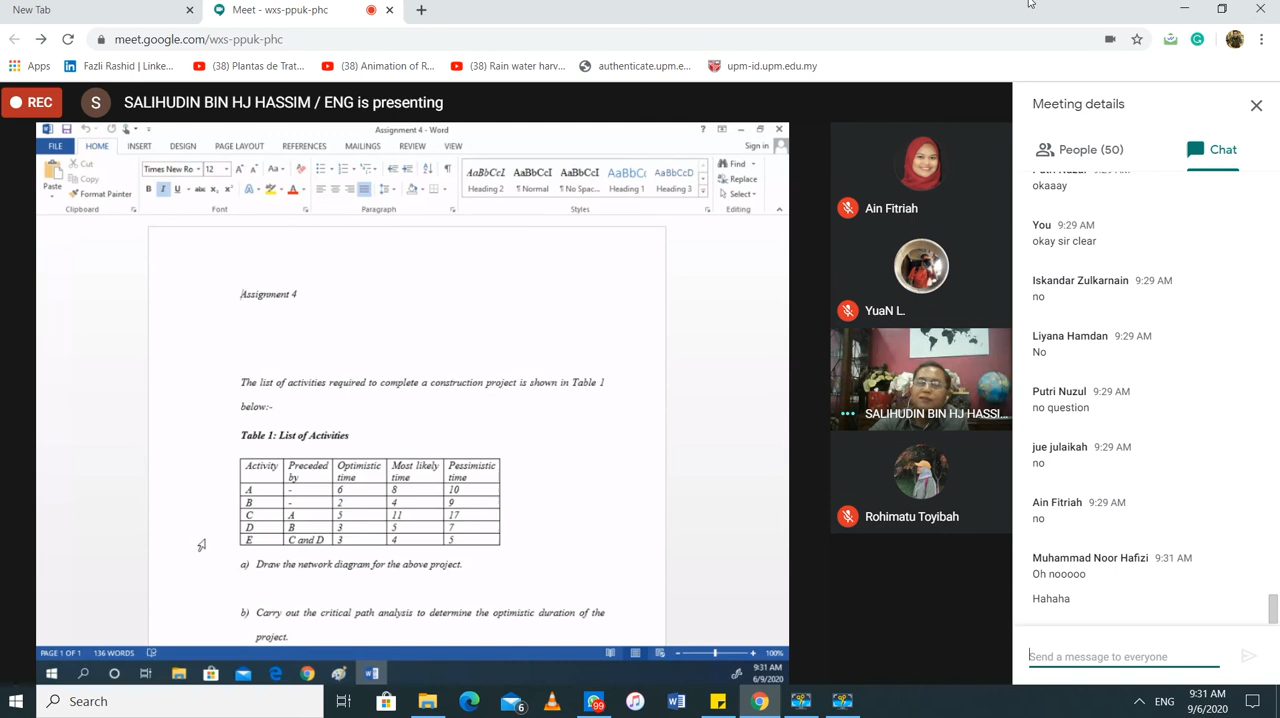 New Tab
Meet - wxs-ppuk-phc
meet.google.com/wxs-ppuk-phc
Apps
Fazli Rashid | Linke...
(38) Plantas de Trat...
(38) Animation of R...
(38) Rain water harv...
authenticate.upm.e...
upm-id.upm.edu.my
REC
S
SALIHUDIN BIN HJ HASSIM / ENG is presenting
Assignment 4 - Word
FILE HOME INSERT DESIGN PAGE LAYOUT REFERENCES MAILINGS REVIEW VIEW
Sign in
Paste
Cut
Copy
Format Painter
Times New Ro 12
Find
Replace
Select
AaBbCcI AaBbCcI AaBbCcI AaBbC AaBbCcD
Heading 2 ¶ Normal ¶ No Spac... Heading 1 Heading 3
Clipboard Font Paragraph Styles Editing
Assignment 4
The list of activities required to complete a construction project is shown in Table 1
below:-
Table 1: List of Activities
Activity Preceded by Optimistic time Most likely time Pessimistic time
A - 6 8 10
B - 2 4 9
C A 5 11 17
D B 3 5 7
E C and D 3 4 5
a) Draw the network diagram for the above project.
b) Carry out the critical path analysis to determine the optimistic duration of the
project.
PAGE 1 OF 1 136 WORDS
100%
9:31 AM
6/9/2020
Ain Fitriah
YuaN L.
SALIHUDIN BIN HJ HASSI...
Rohimatu Toyibah
Meeting details
People (50)
Chat
okaaay
You 9:29 AM
okay sir clear
Iskandar Zulkarnain 9:29 AM
no
Liyana Hamdan 9:29 AM
No
Putri Nuzul 9:29 AM
no question
jue julaikah 9:29 AM
no
Ain Fitriah 9:29 AM
no
Muhammad Noor Hafizi 9:31 AM
Oh nooooo
Hahaha
Send a message to everyone
Search
6
99
ENG
9:31 AM
9/6/2020